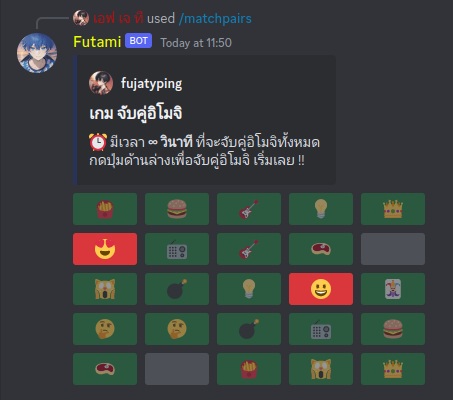 เอฟ เจ ที used /matchpairs
Futami BOT Today at 11:50
fujatyping
เกม จับคู่อิโมจิ
มีเวลา ∞ วินาที ที่จะจับคู่อิโมจิทั้งหมด
กดปุ่มด้านล่างเพื่อจับคู่อิโมจิ เริ่มเลย !!